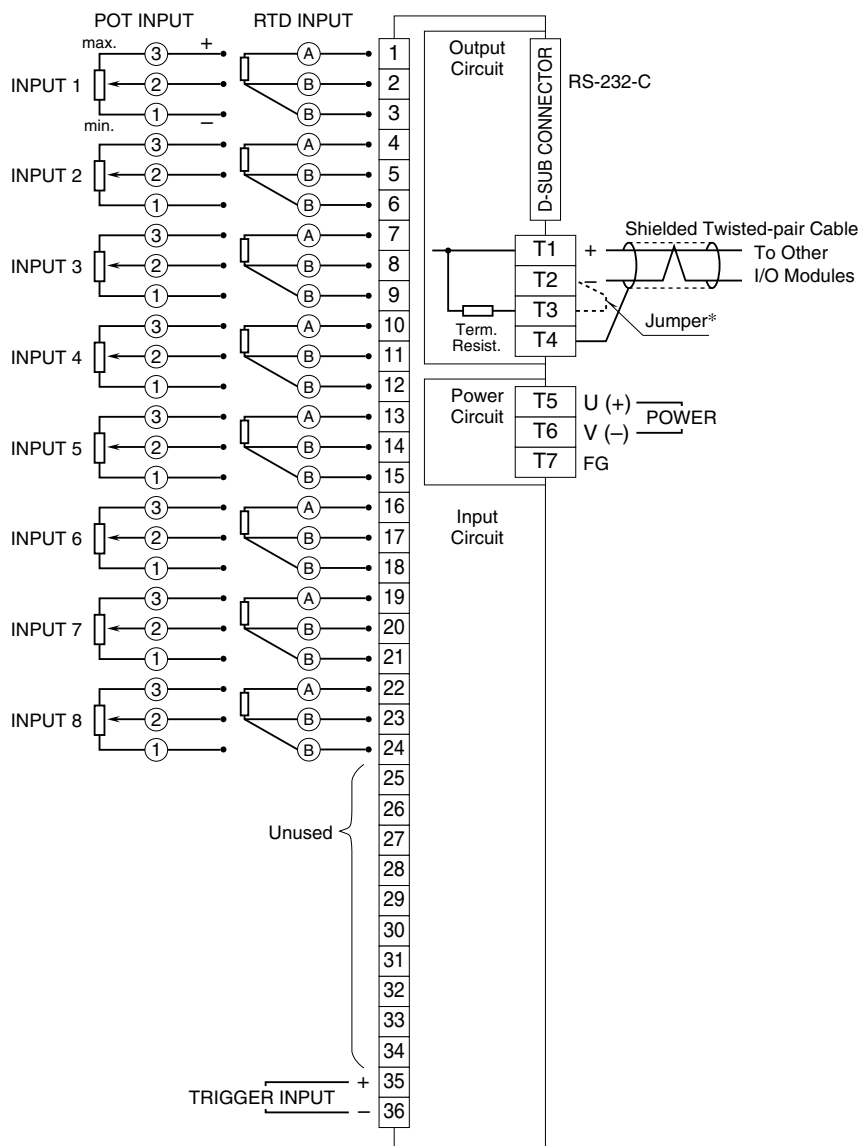 POT INPUT
RTD INPUT
max.
min.
+
–
INPUT 1
3
2
1
A
B
B
1
2
3
INPUT 2
3
2
1
A
B
B
4
5
6
INPUT 3
3
2
1
A
B
B
7
8
9
INPUT 4
3
2
1
A
B
B
10
11
12
INPUT 5
3
2
1
A
B
B
13
14
15
INPUT 6
3
2
1
A
B
B
16
17
18
INPUT 7
3
2
1
A
B
B
19
20
21
INPUT 8
3
2
1
A
B
B
22
23
24
Unused
25
26
27
28
29
30
31
32
33
34
TRIGGER INPUT
+
–
35
36
Output
Circuit
D-SUB CONNECTOR
RS-232-C
Shielded Twisted-pair Cable
To Other
I/O Modules
T1
+
T2
–
T3
T4
Term.
Resist.
Jumper*
Power
Circuit
T5
U (+)
T6
V (–)
POWER
T7
FG
Input
Circuit